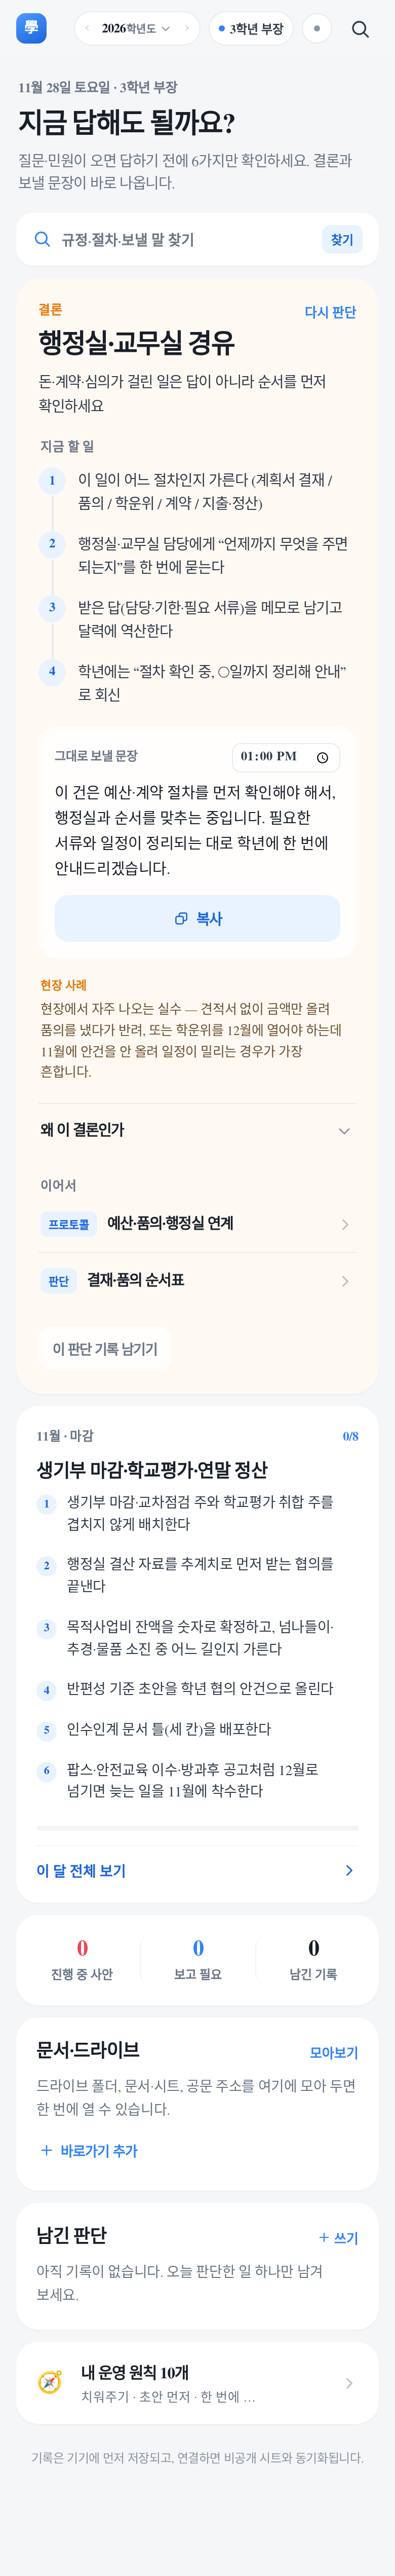 學
2026학년도
3학년 부장
11월 28일 토요일 · 3학년 부장
지금 답해도 될까요?
질문·민원이 오면 답하기 전에 6가지만 확인하세요. 결론과
보낼 문장이 바로 나옵니다.
규정·절차·보낼 말 찾기
찾기
결론
다시 판단
행정실·교무실 경유
돈·계약·심의가 걸린 일은 답이 아니라 순서를 먼저
확인하세요
지금 할 일
1 이 일이 어느 절차인지 가른다 (계획서 결재 /
품의 / 학운위 / 계약 / 지출·정산)
2 행정실·교무실 담당에게 “언제까지 무엇을 주면
되는지”를 한 번에 묻는다
3 받은 답(담당·기한·필요 서류)을 메모로 남기고
달력에 역산한다
4 학년에는 “절차 확인 중, ○일까지 정리해 안내”
로 회신
그대로 보낼 문장
01:00 PM
이 건은 예산·계약 절차를 먼저 확인해야 해서,
행정실과 순서를 맞추는 중입니다. 필요한
서류와 일정이 정리되는 대로 학년에 한 번에
안내드리겠습니다.
복사
현장 사례
현장에서 자주 나오는 실수 — 견적서 없이 금액만 올려
품의를 냈다가 반려, 또는 학운위를 12월에 열어야 하는데
11월에 안건을 안 올려 일정이 밀리는 경우가 가장
흔합니다.
왜 이 결론인가
이어서
프로토콜 예산·품의·행정실 연계
판단 결재·품의 순서표
이 판단 기록 남기기
11월 · 마감
0/8
생기부 마감·학교평가·연말 정산
1 생기부 마감·교차점검 주와 학교평가 취합 주를
겹치지 않게 배치한다
2 행정실 결산 자료를 추계치로 먼저 받는 협의를
끝낸다
3 목적사업비 잔액을 숫자로 확정하고, 넘나들이·
추경·물품 소진 중 어느 길인지 가른다
4 반편성 기준 초안을 학년 협의 안건으로 올린다
5 인수인계 문서 틀(세 칸)을 배포한다
6 팝스·안전교육 이수·방과후 공고처럼 12월로
넘기면 늦는 일을 11월에 착수한다
이 달 전체 보기
0 0 0
진행 중 사안 보고 필요 남긴 기록
문서·드라이브
모아보기
드라이브 폴더, 문서·시트, 공문 주소를 여기에 모아 두면
한 번에 열 수 있습니다.
+ 바로가기 추가
남긴 판단
+ 쓰기
아직 기록이 없습니다. 오늘 판단한 일 하나만 남겨
보세요.
내 운영 원칙 10개
치워주기 · 초안 먼저 · 한 번에 …
기록은 기기에 먼저 저장되고, 연결하면 비공개 시트와 동기화됩니다.